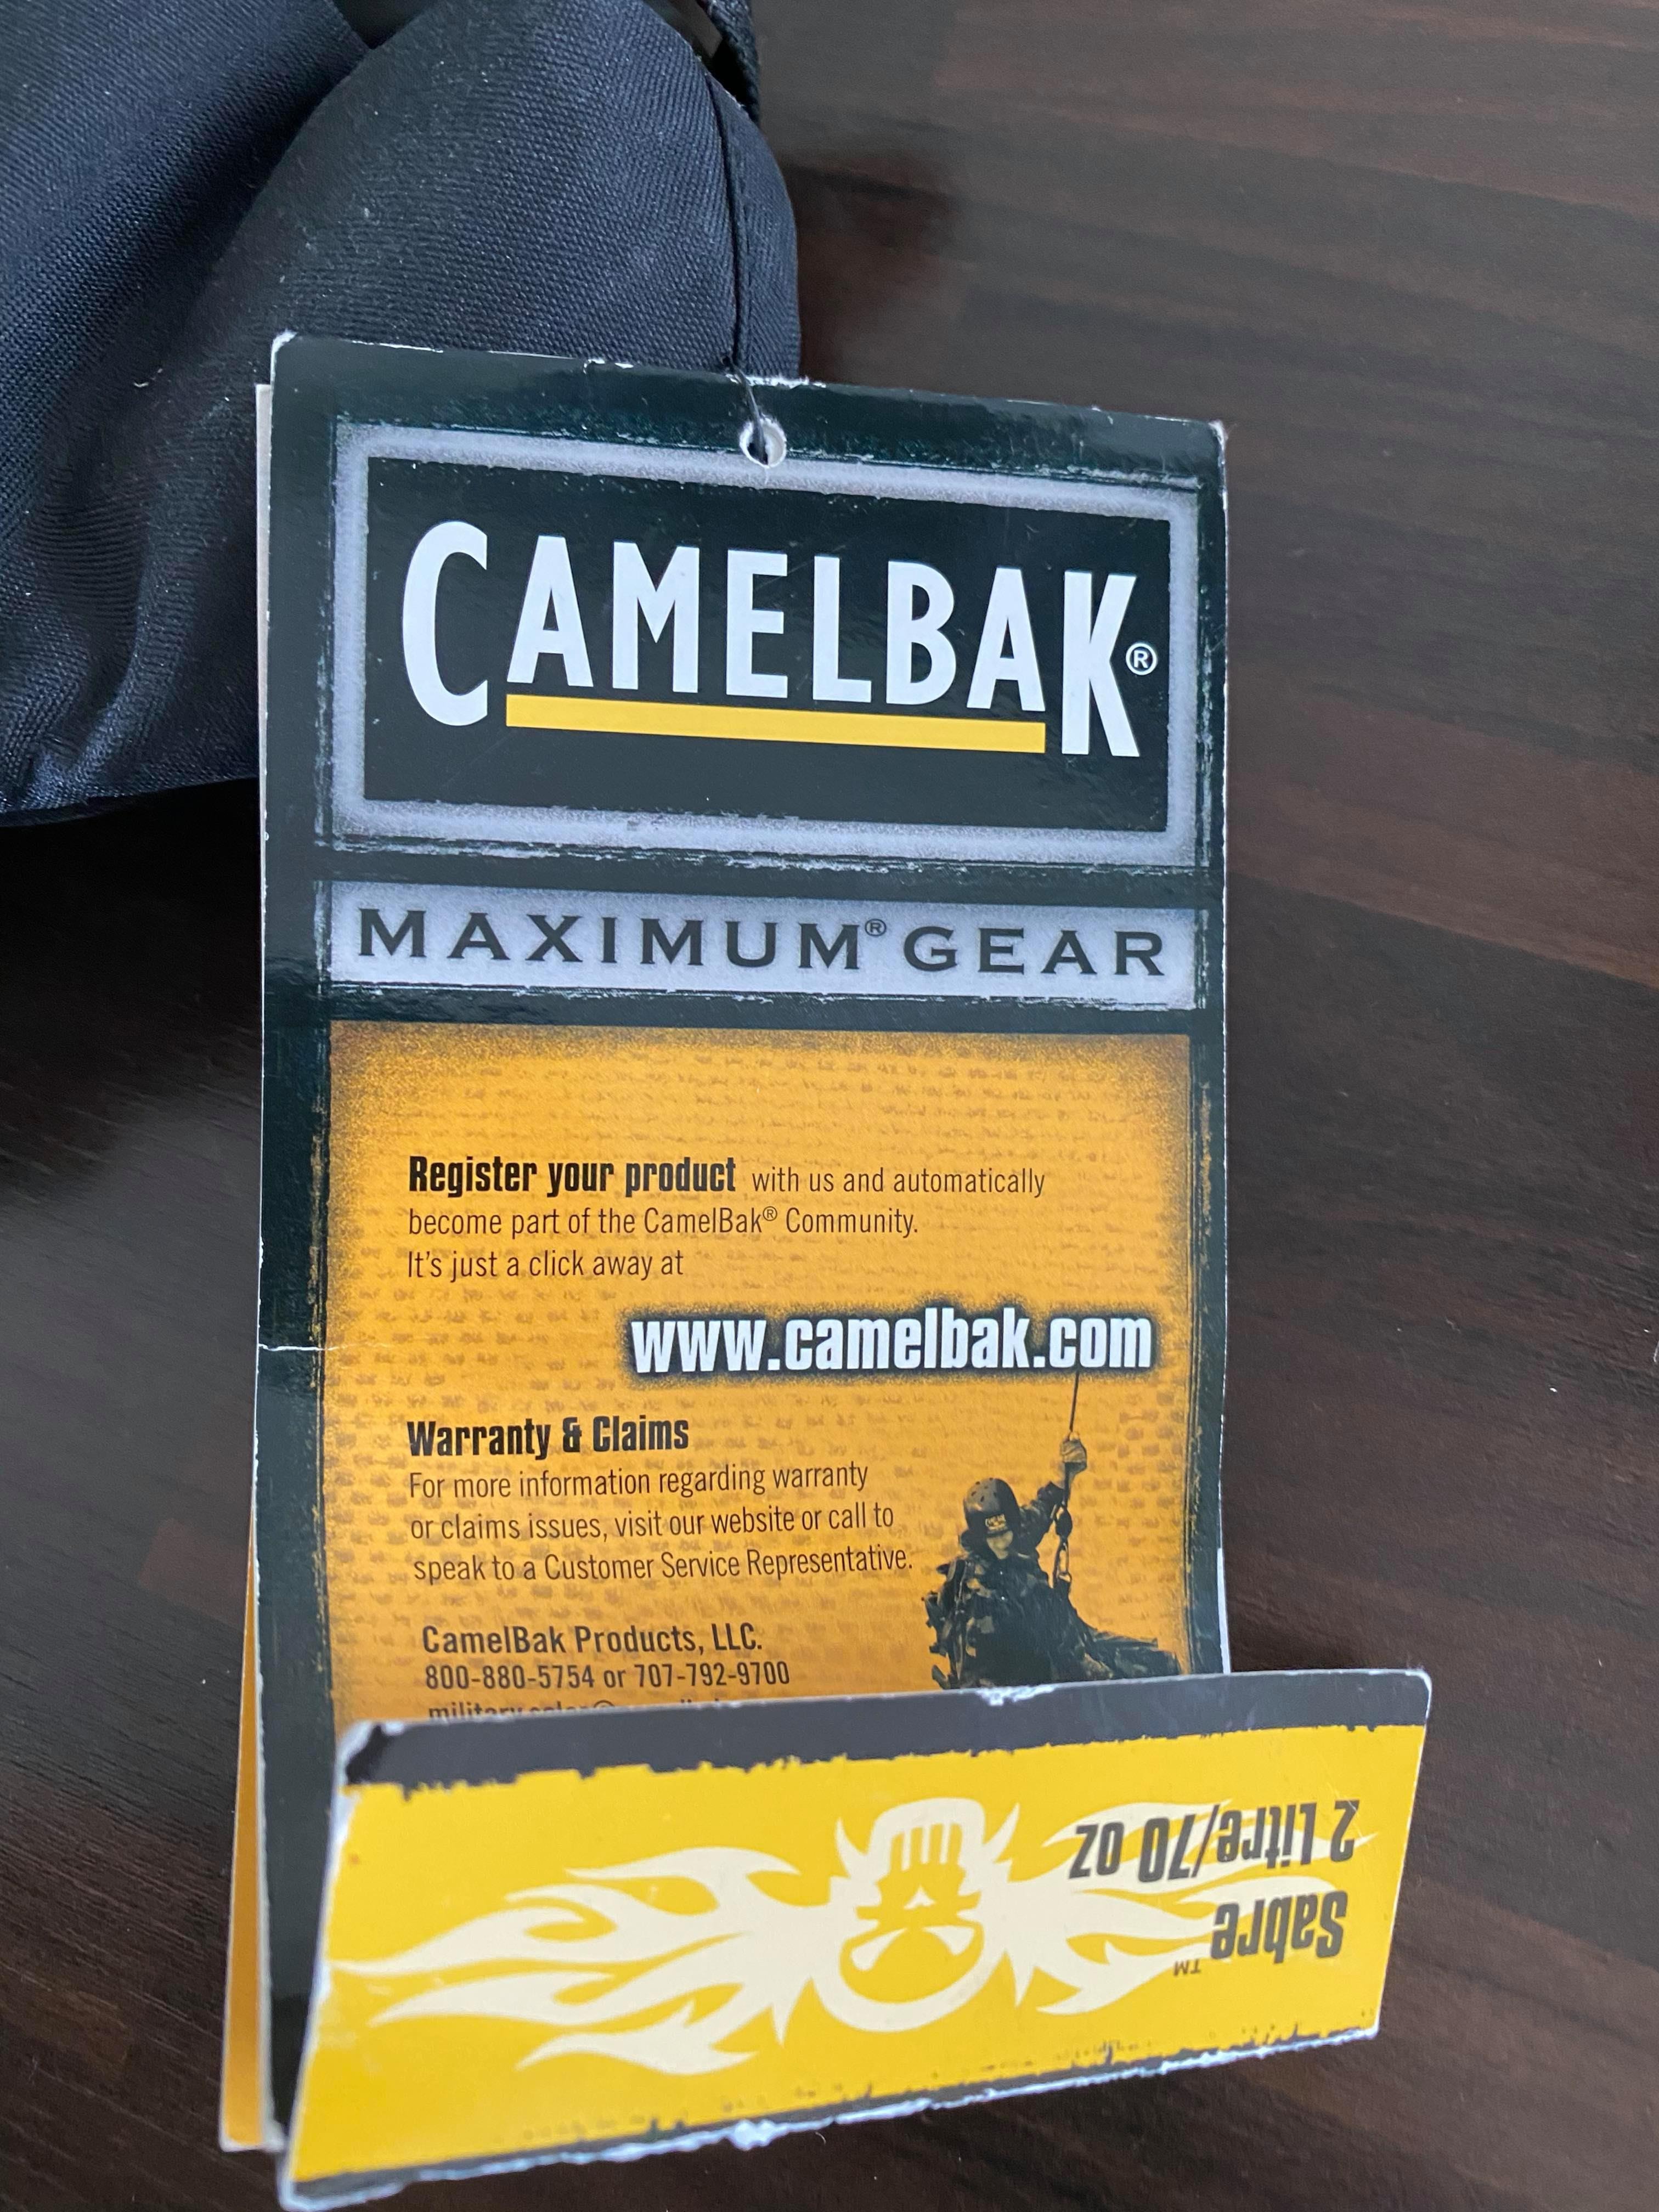 CAMELBAK®
MAXIMUM® GEAR
Register your product with us and automatically
become part of the CamelBak® Community.
It's just a click away at
www.camelbak.com
Warranty & Claims
For more information regarding warranty
or claims issues, visit our website or call to
speak to a Customer Service Representative.
CamelBak Products, LLC.
800-880-5754 or 707-792-9700
Sabre™
2 Litre/70 oz